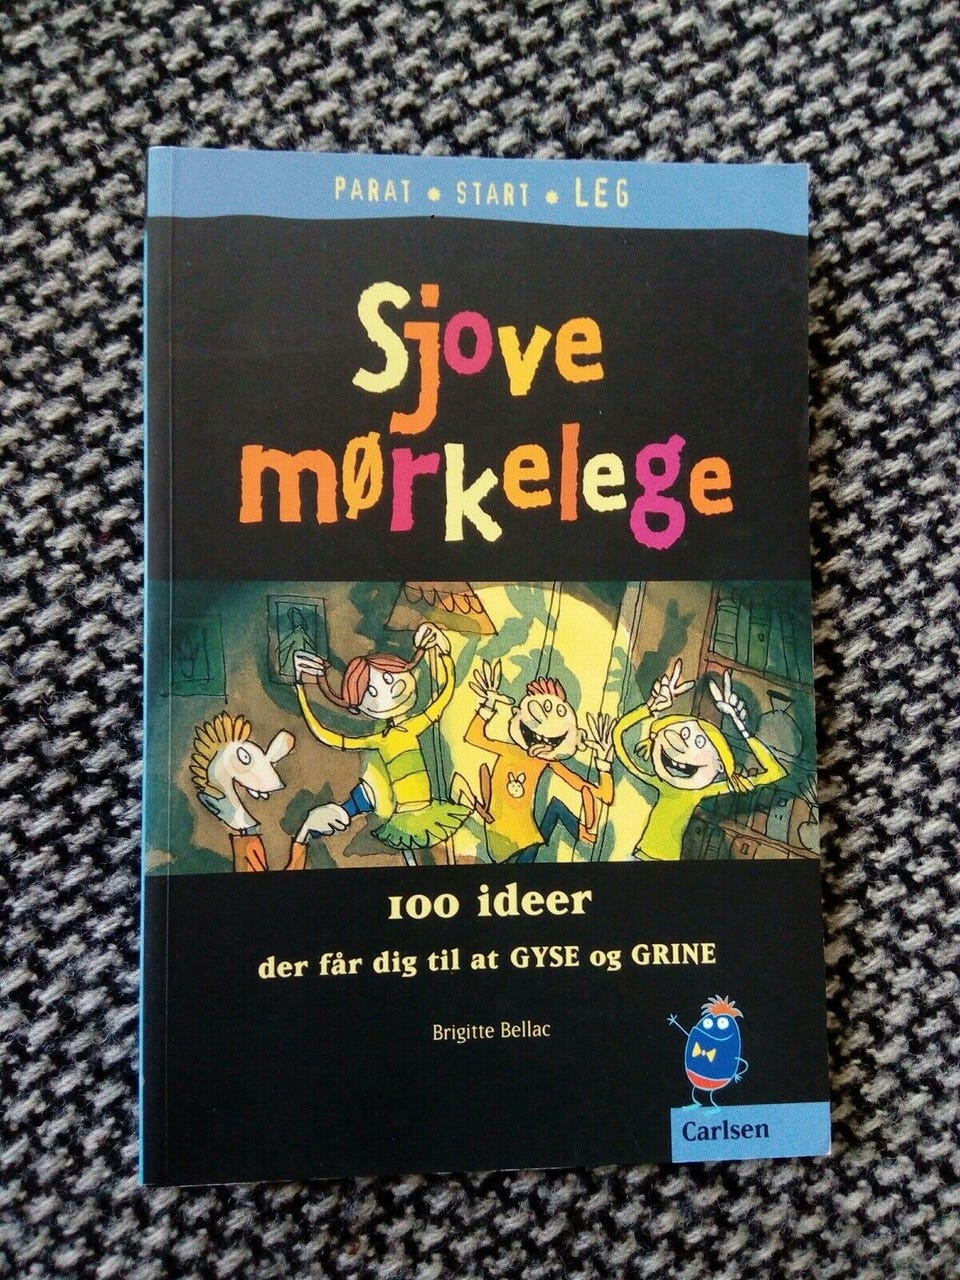 PARAT * START * LEG
Sjove
mørkelege
100 ideer
der får dig til at GYSE og GRINE
Brigitte Bellac
Carlsen